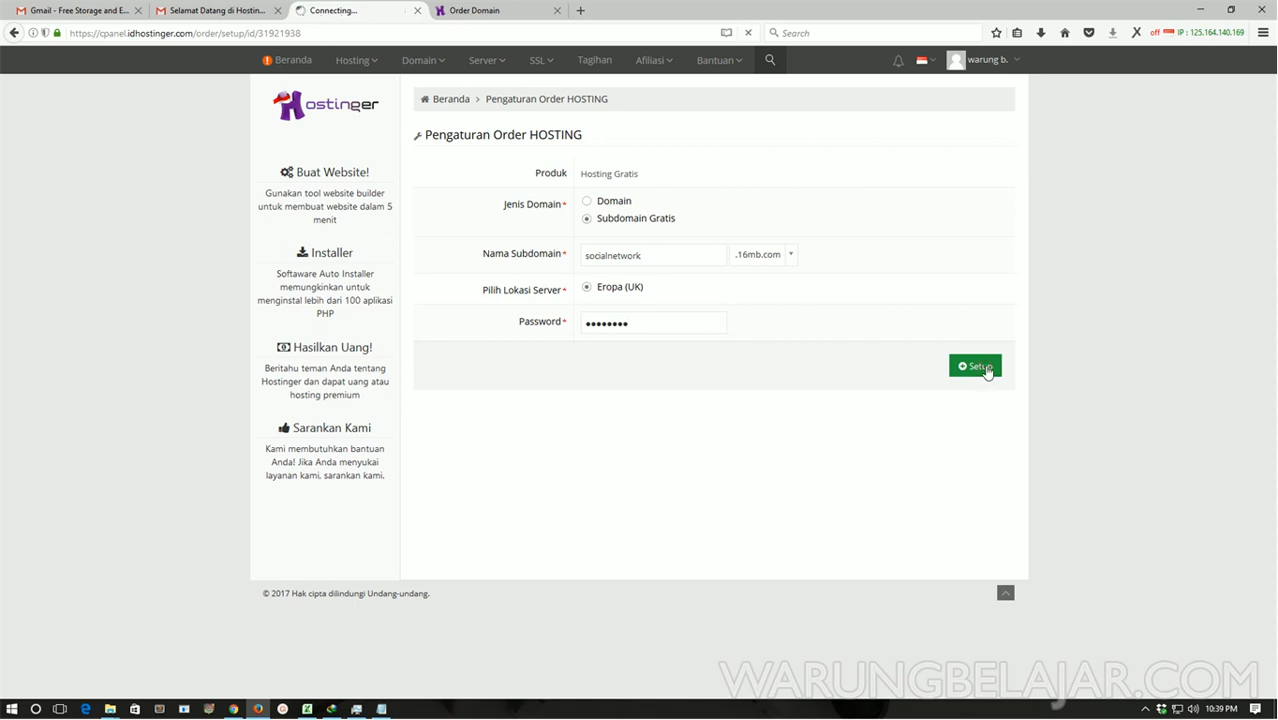 Gmail - Free Storage and E...
Selamat Datang di Hostin...
Connecting...
Order Domain
https://cpanel.idhostinger.com/order/setup/id/31921938
Search
off
IP : 125.164.140.169
Beranda
Hosting
Domain
Server
SSL
Tagihan
Afiliasi
Bantuan
warung b.
Hostinger
Buat Website!
Gunakan tool website builder
untuk membuat website dalam 5
menit
Installer
Softaware Auto Installer
memungkinkan untuk
menginstal lebih dari 100 aplikasi
PHP
Hasilkan Uang!
Beritahu teman Anda tentang
Hostinger dan dapat uang atau
hosting premium
Sarankan Kami
Kami membutuhkan bantuan
Anda! Jika Anda menyukai
layanan kami, sarankan kami.
Beranda > Pengaturan Order HOSTING
Pengaturan Order HOSTING
Produk Hosting Gratis
Jenis Domain* Domain
Subdomain Gratis
Nama Subdomain* socialnetwork .16mb.com
Pilih Lokasi Server* Eropa (UK)
Password* ••••••••
Setup
© 2017 Hak cipta dilindungi Undang-undang.
WARUNGBELAJAR.COM
10:39 PM